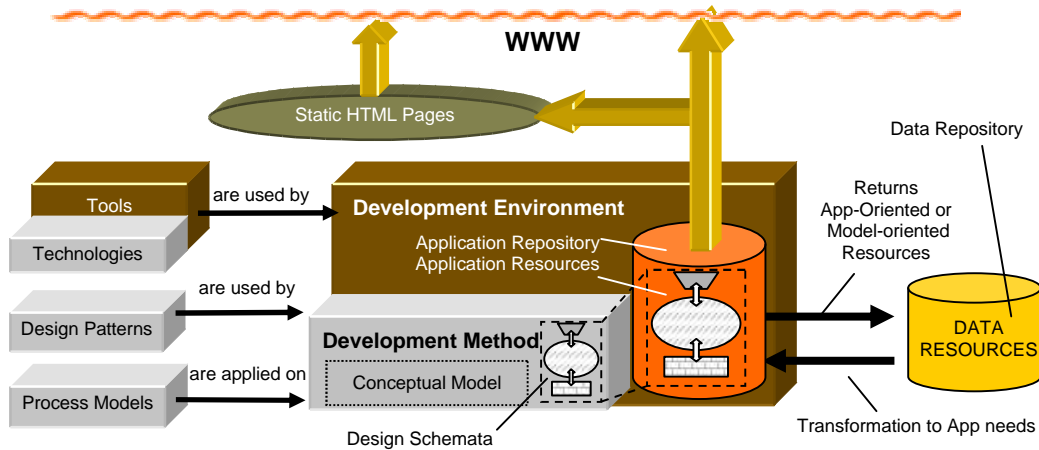 WWW
Static HTML Pages
Data Repository
Tools
Technologies
are used by
Development Environment
Application Repository
Application Resources
Returns
App-Oriented or
Model-oriented
Resources
Design Patterns
are used by
Development Method
Conceptual Model
DATA
RESOURCES
Process Models
are applied on
Design Schemata
Transformation to App needs